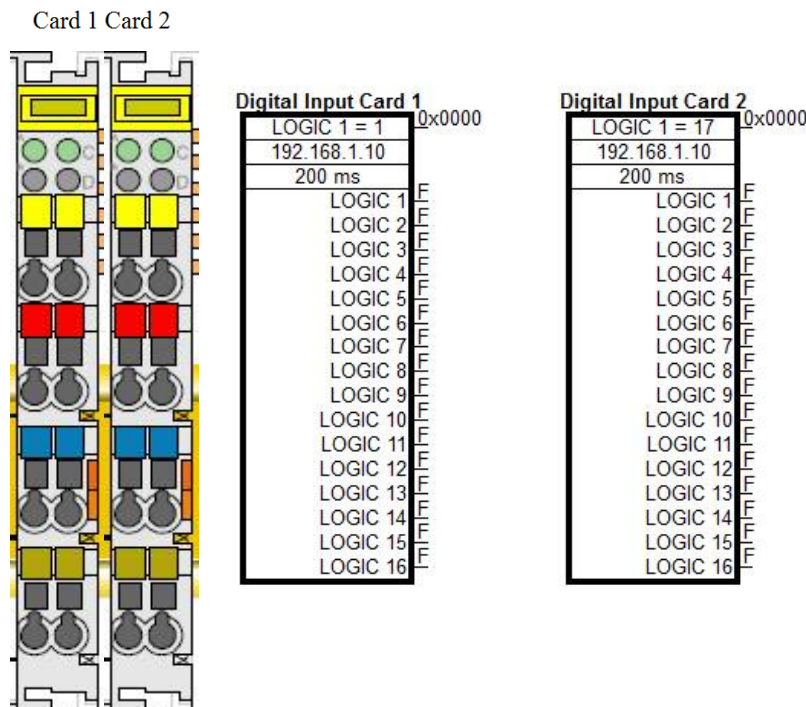 Card 1 Card 2
C
D
C
D
Digital Input Card 1
0x0000
LOGIC 1 = 1
192.168.1.10
200 ms
LOGIC 1 F
LOGIC 2 F
LOGIC 3 F
LOGIC 4 F
LOGIC 5 F
LOGIC 6 F
LOGIC 7 F
LOGIC 8 F
LOGIC 9 F
LOGIC 10 F
LOGIC 11 F
LOGIC 12 F
LOGIC 13 F
LOGIC 14 F
LOGIC 15 F
LOGIC 16 F
Digital Input Card 2
0x0000
LOGIC 1 = 17
192.168.1.10
200 ms
LOGIC 1 F
LOGIC 2 F
LOGIC 3 F
LOGIC 4 F
LOGIC 5 F
LOGIC 6 F
LOGIC 7 F
LOGIC 8 F
LOGIC 9 F
LOGIC 10 F
LOGIC 11 F
LOGIC 12 F
LOGIC 13 F
LOGIC 14 F
LOGIC 15 F
LOGIC 16 F